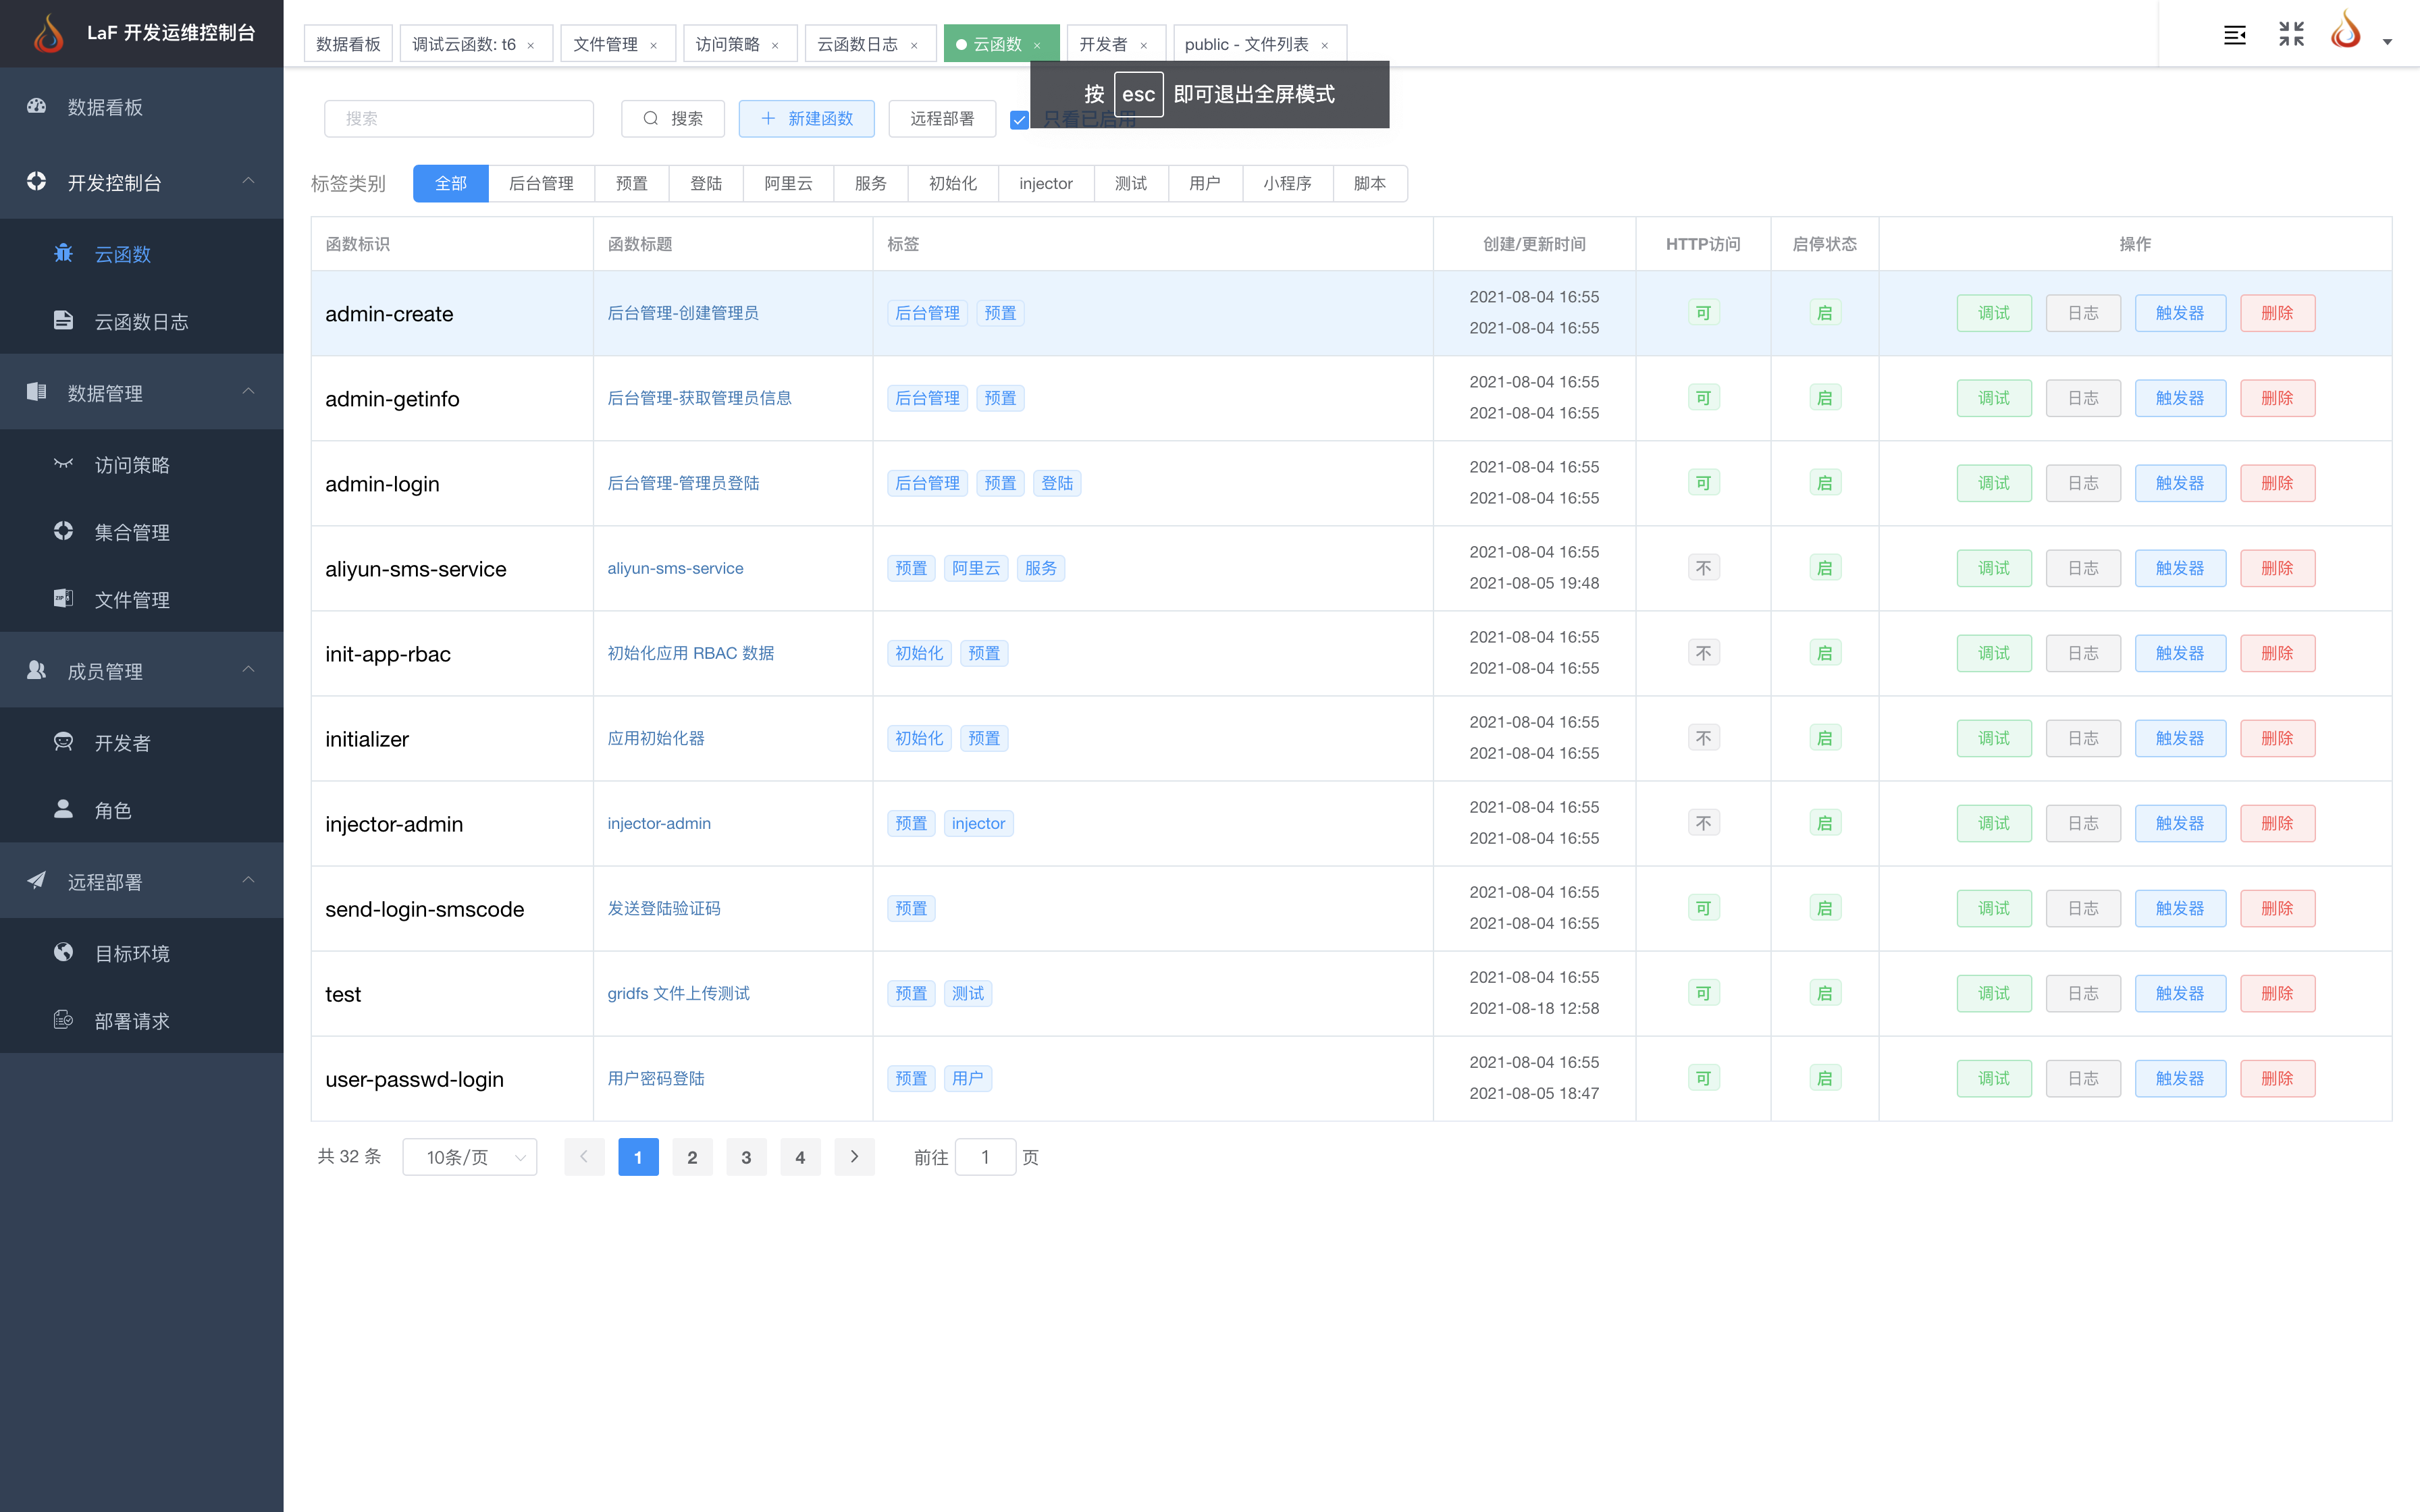 LaF 开发运维控制台
数据看板
开发控制台
云函数
云函数日志
数据管理
访问策略
集合管理
文件管理
成员管理
开发者
角色
远程部署
目标环境
部署请求
数据看板 调试云函数: t6 × 文件管理 × 访问策略 × 云函数日志 × 云函数 × 开发者 × public - 文件列表 ×
按 esc 即可退出全屏模式
搜索 搜索 新建函数 远程部署 只看已启用
标签类别 全部 后台管理 预置 登陆 阿里云 服务 初始化 injector 测试 用户 小程序 脚本
函数标识 函数标题 标签 创建/更新时间 HTTP访问 启停状态 操作
admin-create 后台管理-创建管理员 后台管理 预置 2021-08-04 16:55 可 启 调试 日志 触发器 删除
2021-08-04 16:55
admin-getinfo 后台管理-获取管理员信息 后台管理 预置 2021-08-04 16:55 可 启 调试 日志 触发器 删除
2021-08-04 16:55
admin-login 后台管理-管理员登陆 后台管理 预置 登陆 2021-08-04 16:55 可 启 调试 日志 触发器 删除
2021-08-04 16:55
aliyun-sms-service aliyun-sms-service 预置 阿里云 服务 2021-08-04 16:55 不 启 调试 日志 触发器 删除
2021-08-05 19:48
init-app-rbac 初始化应用 RBAC 数据 初始化 预置 2021-08-04 16:55 不 启 调试 日志 触发器 删除
2021-08-04 16:55
initializer 应用初始化器 初始化 预置 2021-08-04 16:55 不 启 调试 日志 触发器 删除
2021-08-04 16:55
injector-admin injector-admin 预置 injector 2021-08-04 16:55 不 启 调试 日志 触发器 删除
2021-08-04 16:55
send-login-smscode 发送登陆验证码 预置 2021-08-04 16:55 可 启 调试 日志 触发器 删除
2021-08-04 16:55
test gridfs 文件上传测试 预置 测试 2021-08-04 16:55 可 启 调试 日志 触发器 删除
2021-08-18 12:58
user-passwd-login 用户密码登陆 预置 用户 2021-08-04 16:55 可 启 调试 日志 触发器 删除
2021-08-05 18:47
共 32 条 10条/页 1 2 3 4 前往 1 页